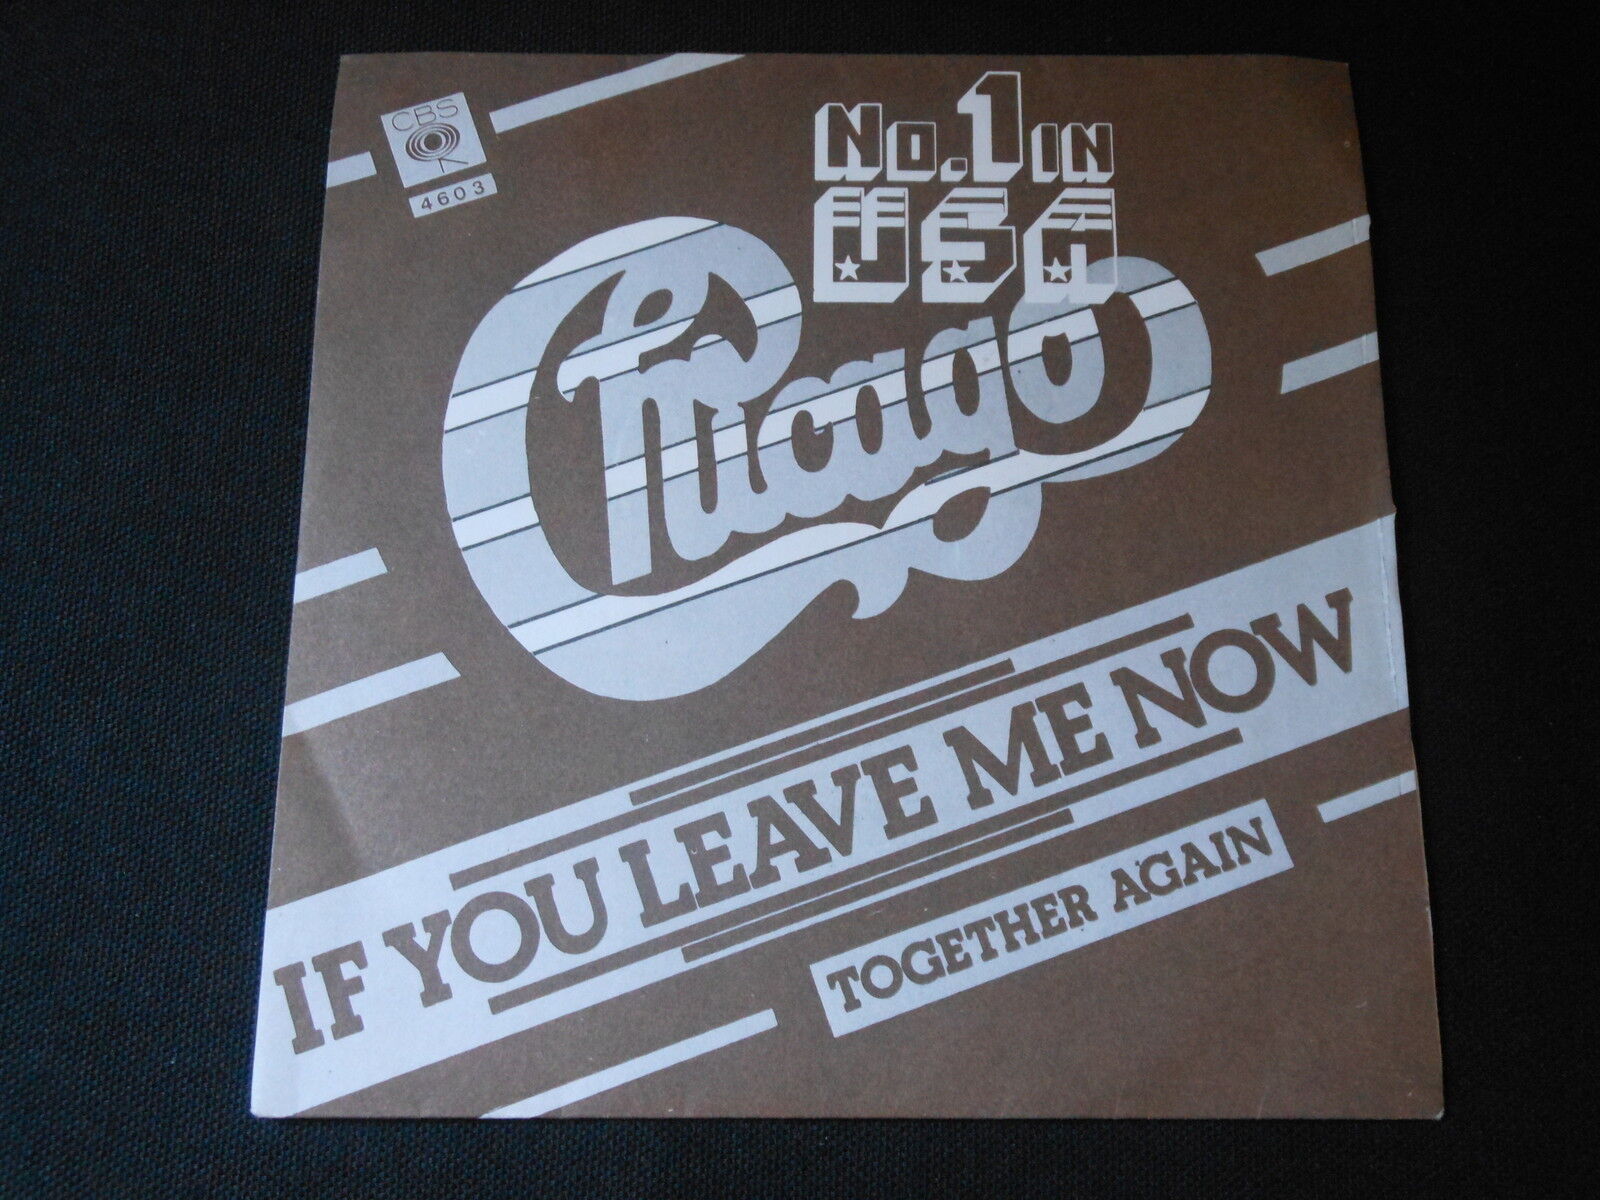 CBS
4603
No. 1 IN
USA
Chicago
IF YOU LEAVE ME NOW
TOGETHER AGAIN